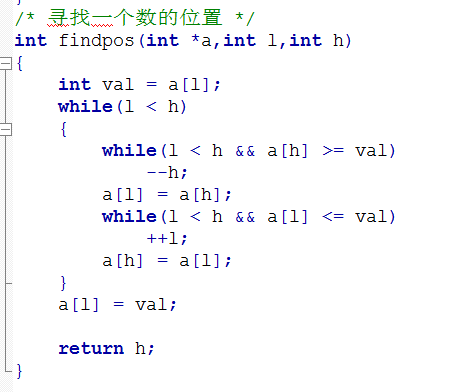 }
/* 寻找一个数的位置 */
int findpos(int *a,int l,int h)
{
    int val = a[l];
    while(l < h)
    {
        while(l < h && a[h] >= val)
            --h;
        a[l] = a[h];
        while(l < h && a[l] <= val)
            ++l;
        a[h] = a[l];
    }
    a[l] = val;

    return h;
}